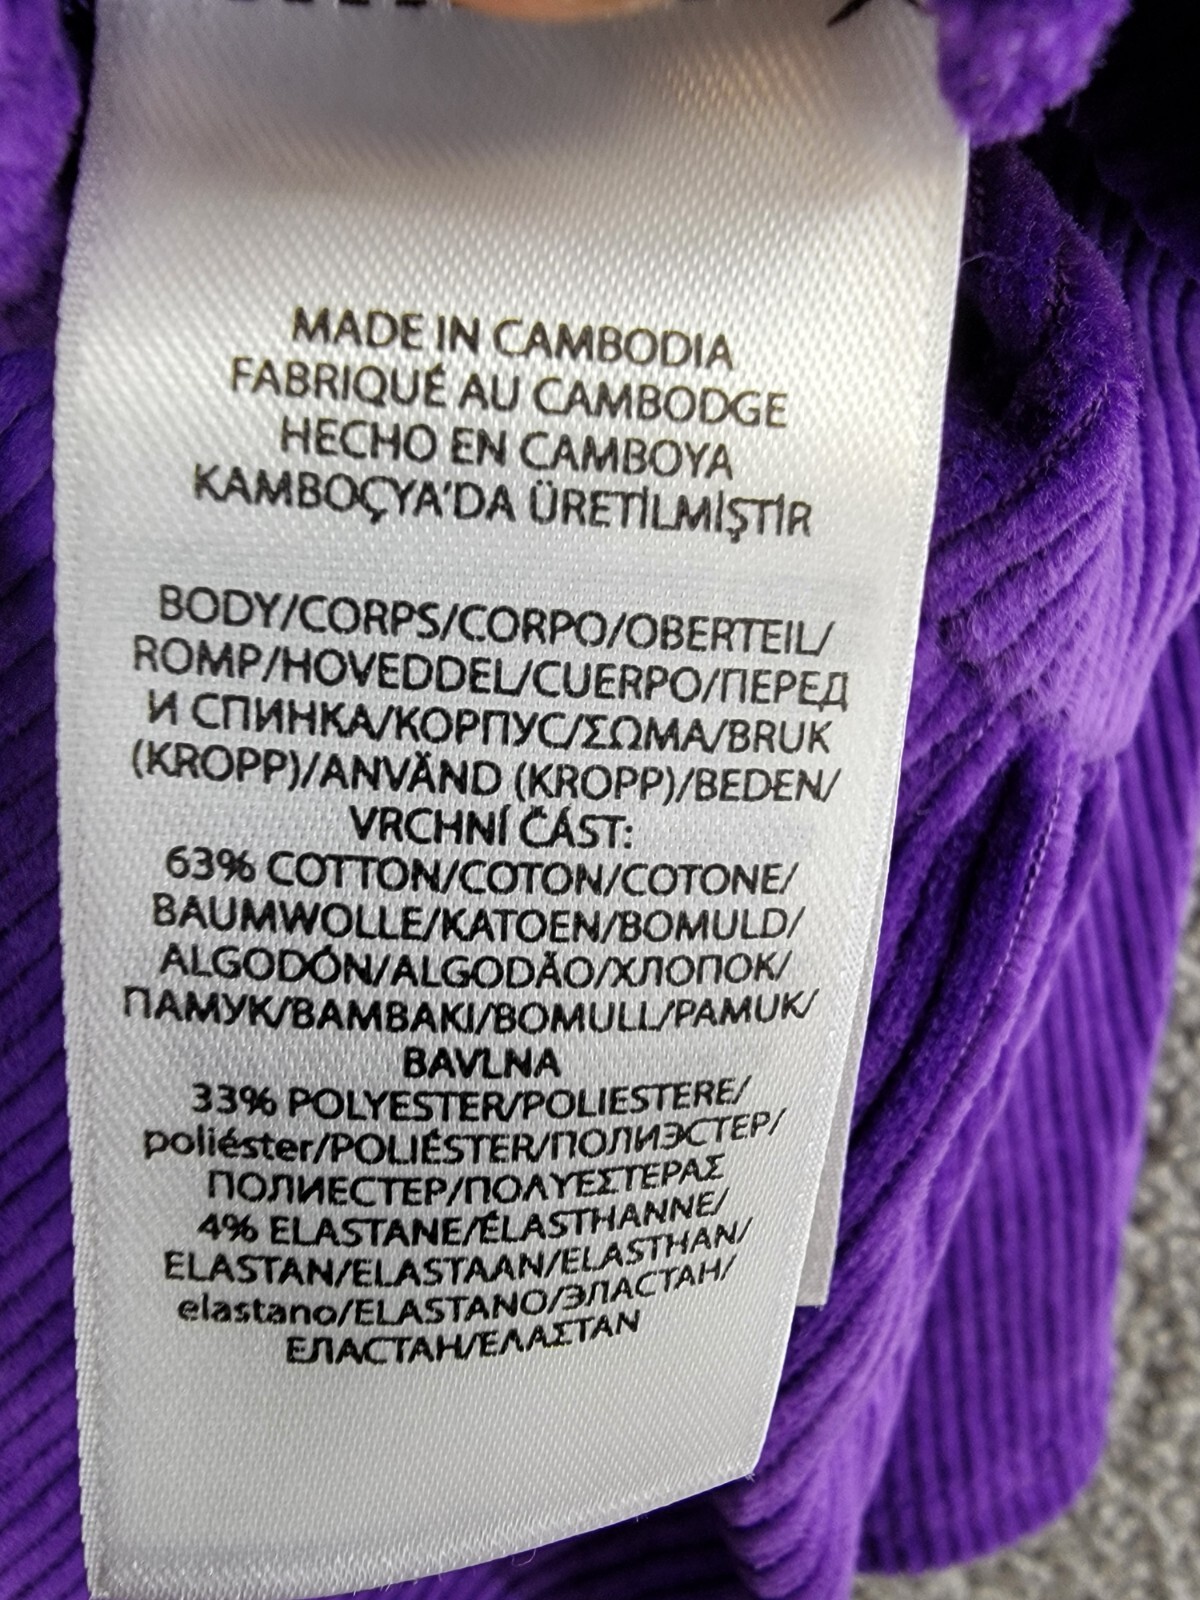 MADE IN CAMBODIA
FABRIQUÉ AU CAMBODGE
HECHO EN CAMBOYA
KAMBOÇYA'DA ÜRETİLMİŞTİR
BODY/CORPS/CORPO/OBERTEIL/
ROMP/HOVEDDEL/CUERPO/ПЕРЕД
И СПИНКА/КОРПУС/ΣΩΜΑ/BRUK
(KROPP)/ANVÄND (KROPP)/BEDEN/
VRCHNÍ ČÁST:
63% COTTON/COTON/COTONE/
BAUMWOLLE/KATOEN/BOMULD/
ALGODÓN/ALGODÃO/ХЛОПОК/
ПАМУК/ΒΑΜΒΑΚΙ/BOMULL/PAMUK/
BAVLNA
33% POLYESTER/POLIESTERE/
poliéster/POLIÉSTER/ПОЛИЭСТЕР/
ПОЛИЕСТЕР/ΠΟΛΥΕΣΤΕΡΑΣ
4% ELASTANE/ÉLASTHANNE/
ELASTAN/ELASTAAN/ELASTHAN/
elastano/ELASTANO/ЭЛАСТАН/
ЕЛАСТАН/ΕΛΑΣΤΑΝ